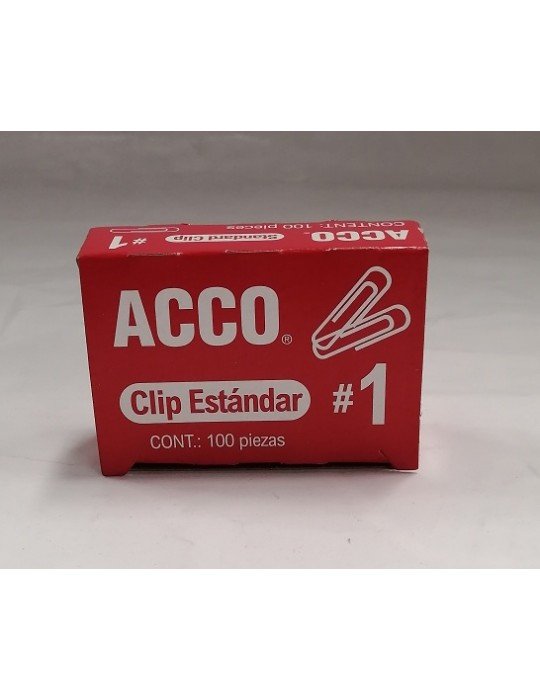 #1 Standard Clip ACCO. CONTENT: 100 pieces
ACCO®
Clip Estándar #1
CONT.: 100 piezas